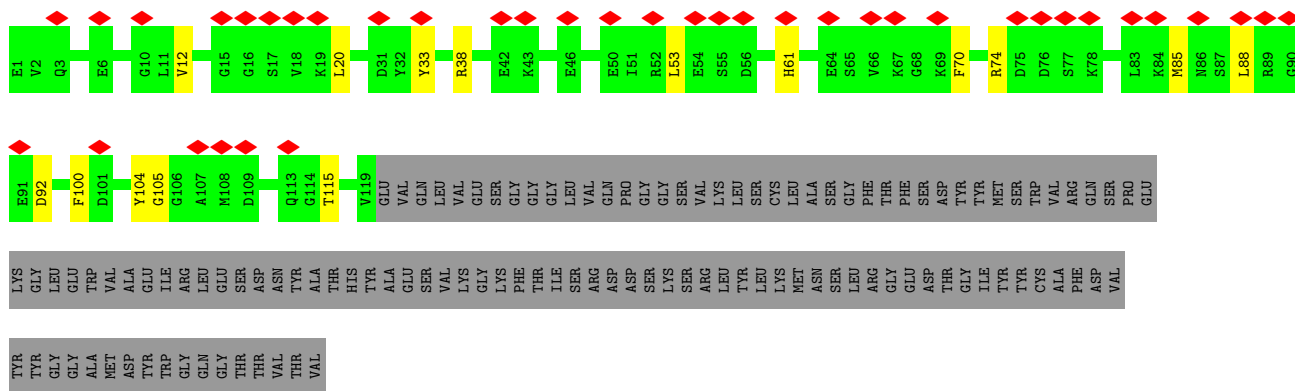 E1 V2 Q3 E6 G10 L11 V12 G15 G16 S17 V18 K19 L20 D31 Y32 Y33 R38 E42 K43 E46 E50 I51 R52 L53 E54 S55 D56 H61 E64 S65 V66 K67 G68 K69 F70 R74 D75 D76 S77 K78 L83 K84 M85 N86 S87 L88 R89 G90
E91 D92 F100 D101 Y104 G105 G106 A107 M108 D109 Q113 G114 T115 V119 GLU VAL GLN LEU VAL GLU SER GLY GLY GLY LEU VAL GLN PRO GLY GLY SER VAL LYS LEU SER CYS LEU ALA SER GLY PHE THR PHE SER ASP TYR TYR MET SER TRP VAL ARG GLN SER PRO GLU
LYS GLY LEU GLU TRP VAL ALA GLU ILE ARG LEU GLU SER ASP ASN TYR ALA THR HIS TYR ALA GLU SER VAL LYS GLY LYS PHE THR ILE SER ARG ASP ASP SER LYS SER ARG LEU TYR LEU LYS MET ASN SER LEU ARG GLY GLU ASP THR GLY ILE TYR TYR CYS ALA PHE ASP VAL
TYR TYR GLY GLY ALA MET ASP TYR TRP GLY GLN GLY THR THR VAL THR VAL